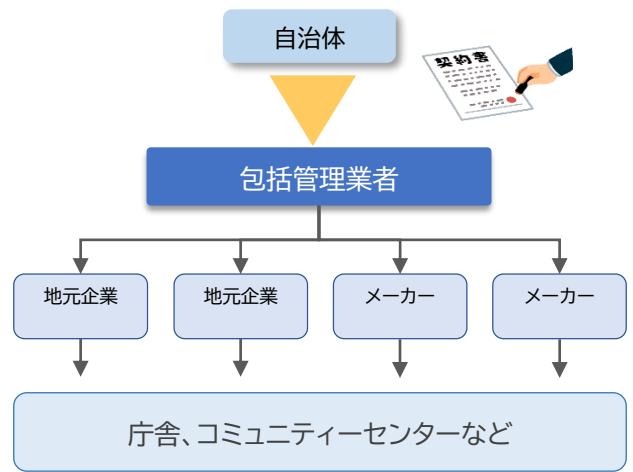 自治体
契約書
包括管理業者
地元企業
地元企業
メーカー
メーカー
庁舎、コミュニティーセンターなど